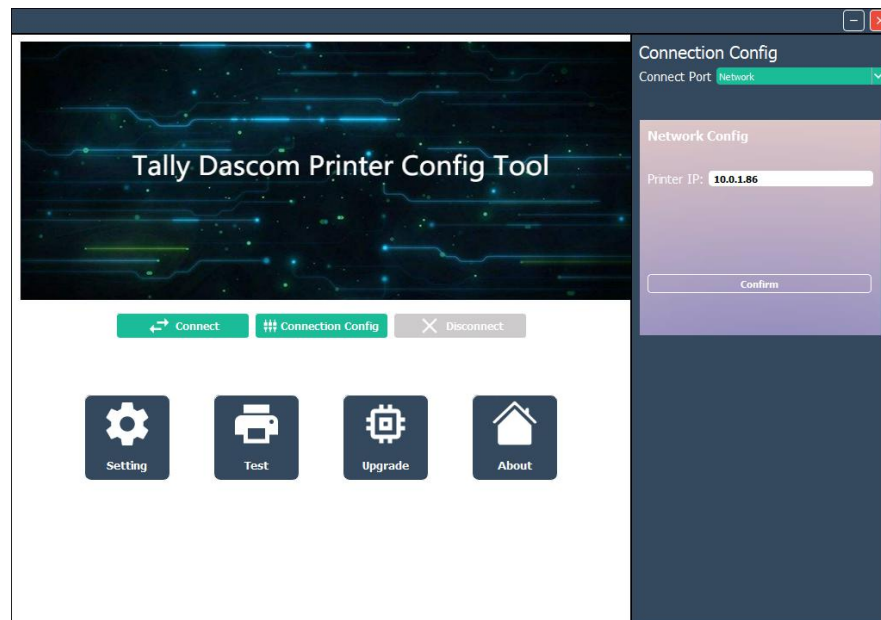 Connection Config
Connect Port Network
Tally Dascom Printer Config Tool
Network Config
Printer IP: 10.0.1.86
Confirm
Connect
Connection Config
Disconnect
Setting
Test
Upgrade
About